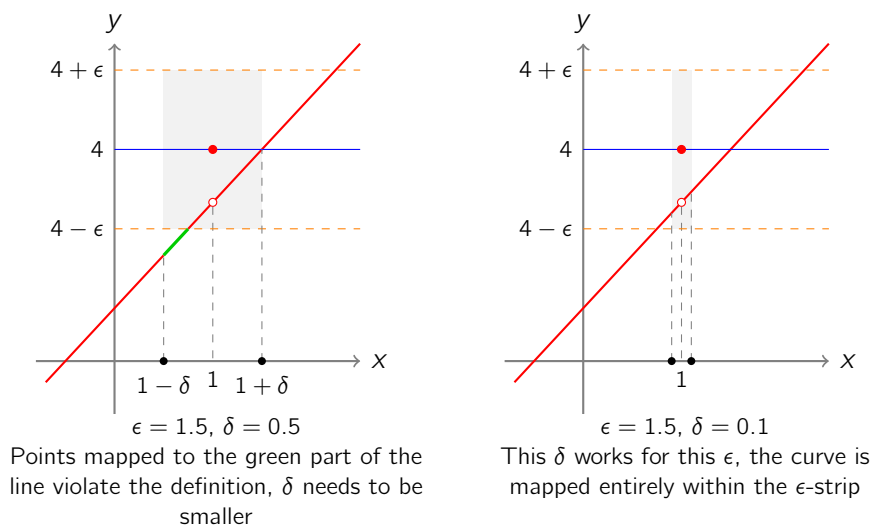 y
4 + ϵ
4
4 − ϵ
x
1 − δ
1
1 + δ
ϵ = 1.5, δ = 0.5
Points mapped to the green part of the
line violate the definition, δ needs to be
smaller
y
4 + ϵ
4
4 − ϵ
x
1
ϵ = 1.5, δ = 0.1
This δ works for this ϵ, the curve is
mapped entirely within the ϵ-strip